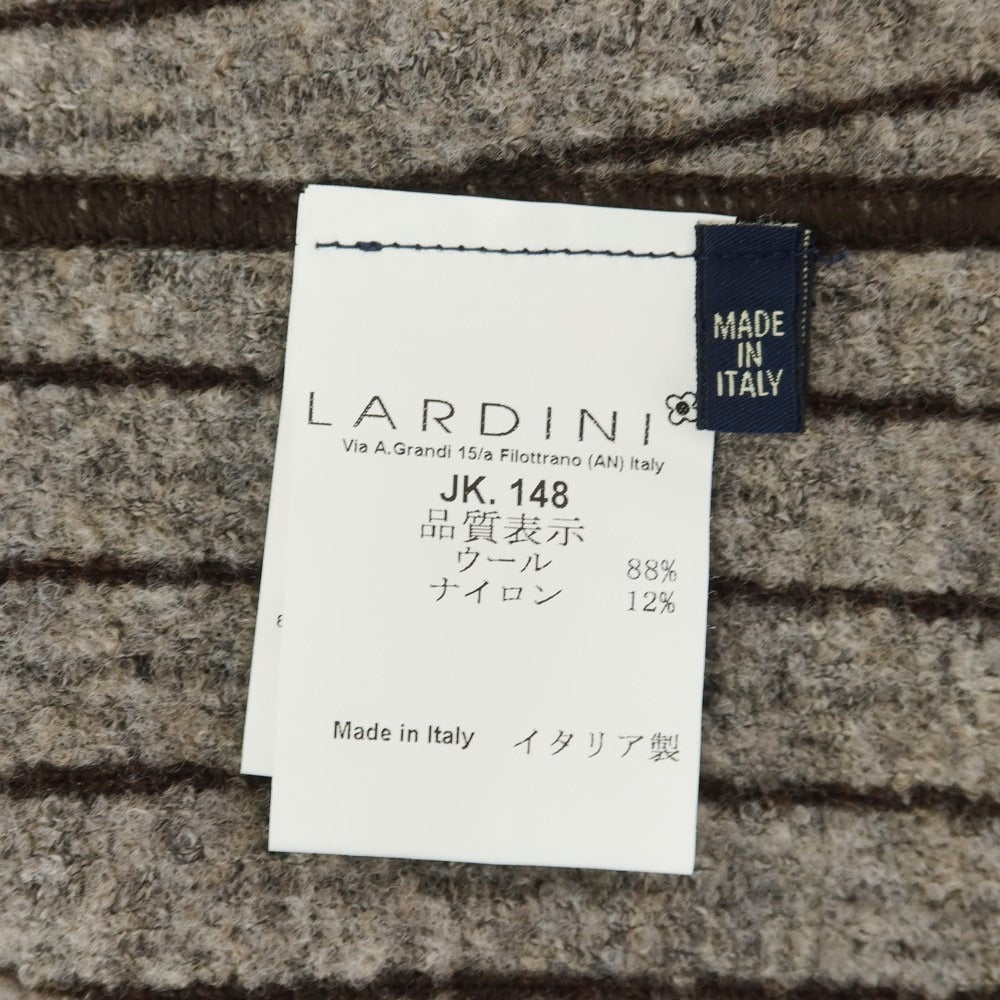 MADE
IN
ITALY
LARDINI
Via A.Grandi 15/a Filottrano (AN) Italy
JK. 148
品質表示
ウール 88%
ナイロン 12%
Made in Italy イタリア製